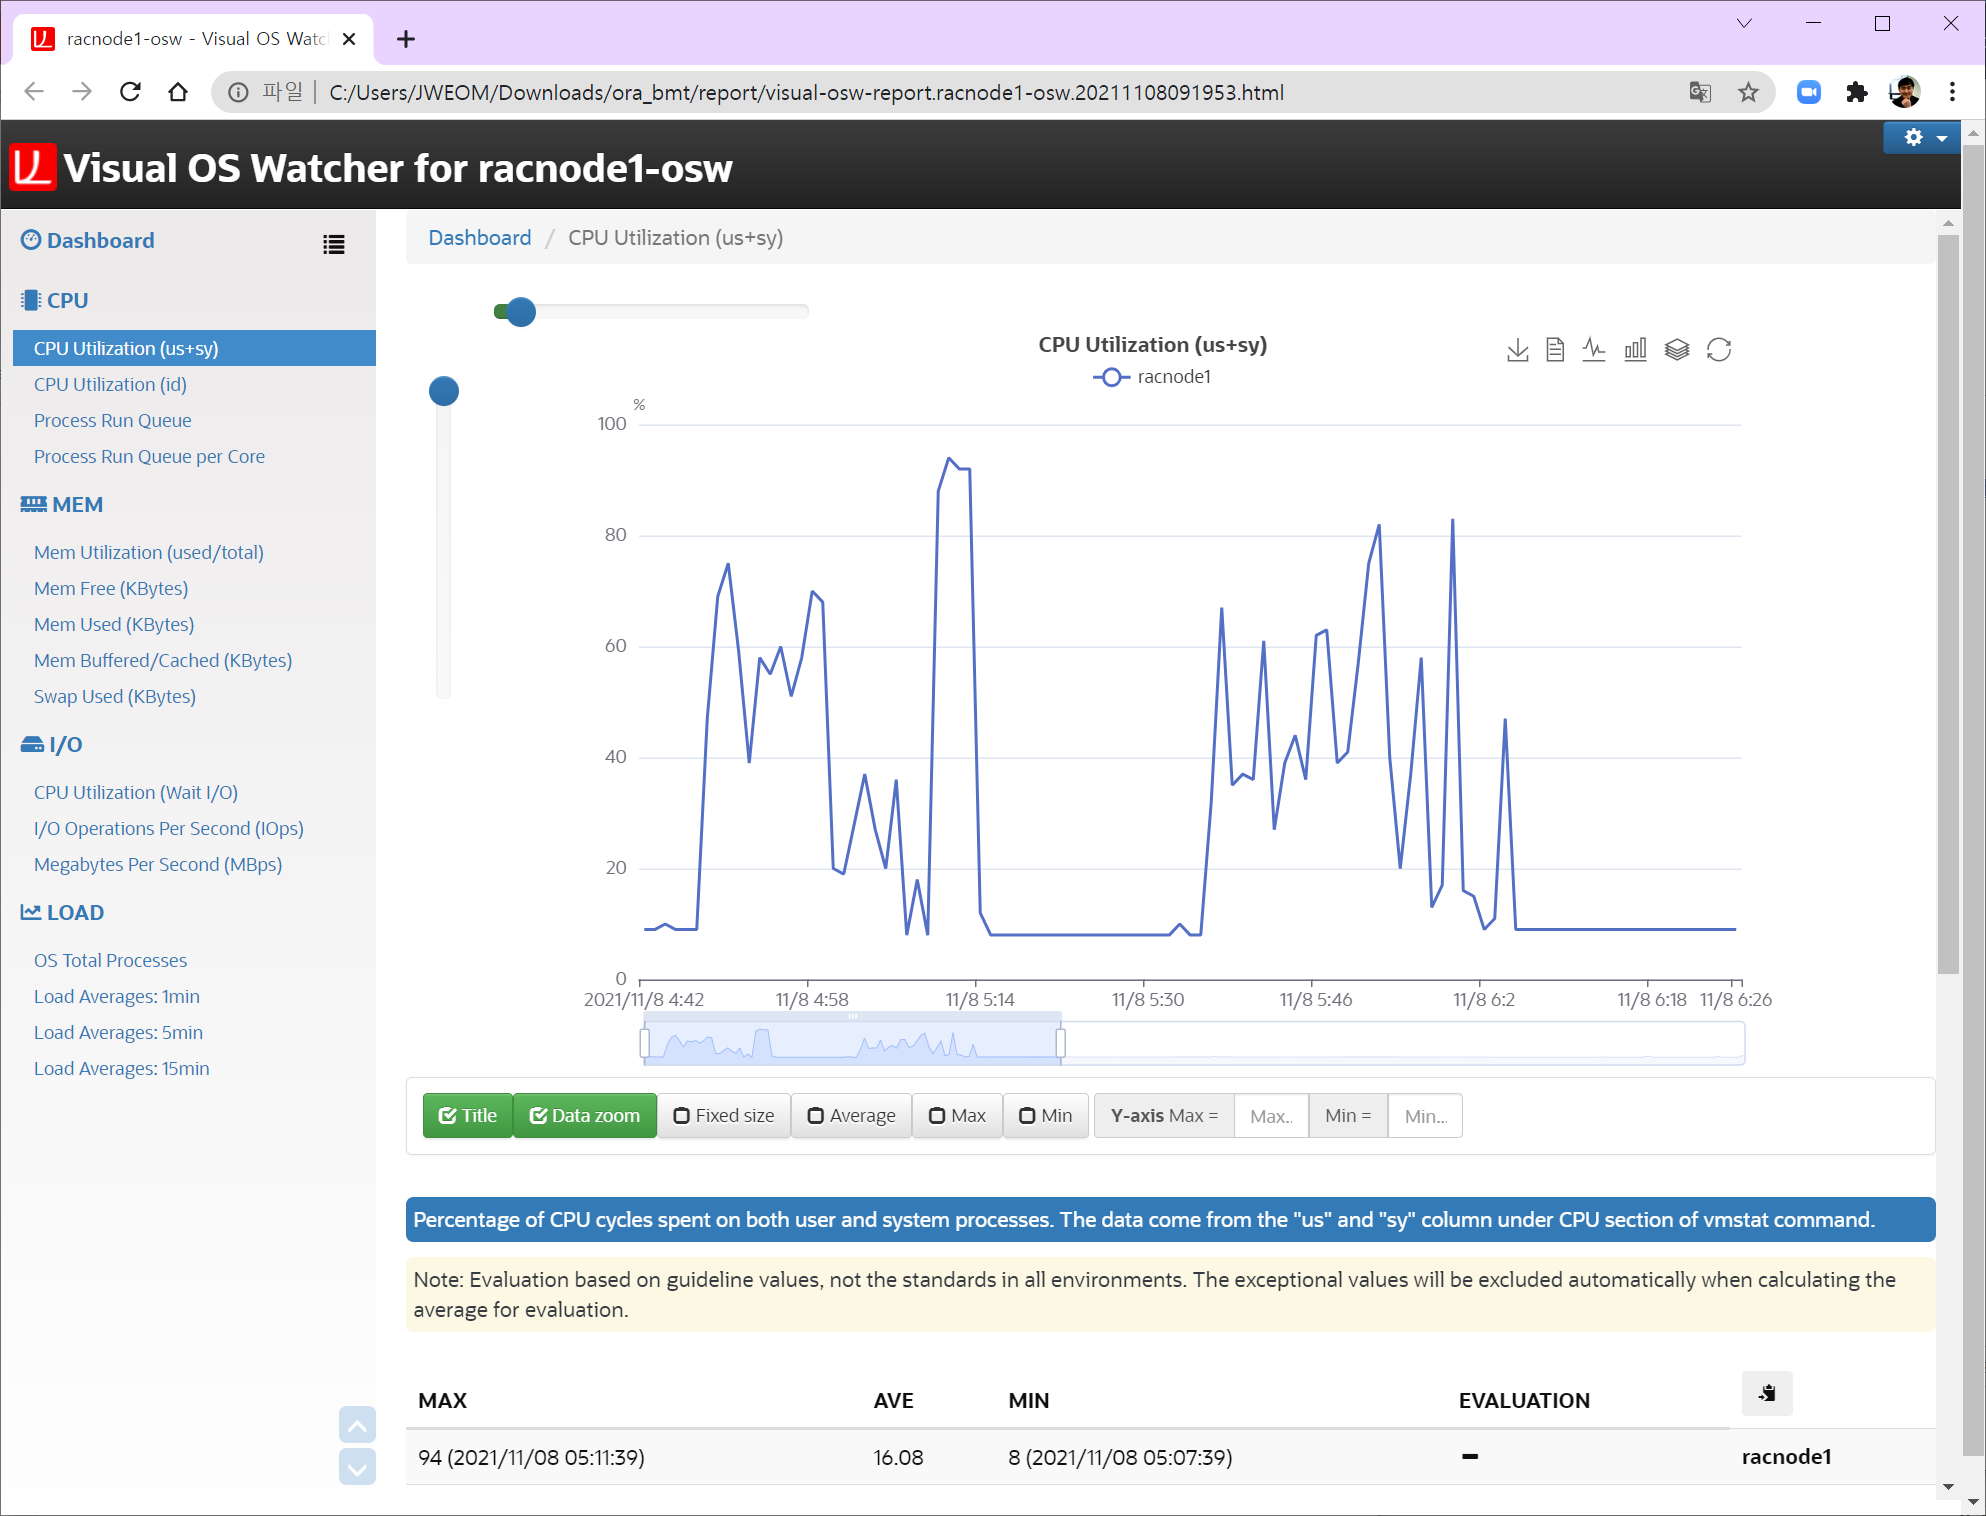 racnode1-osw - Visual OS Watc
파일 C:/Users/JWEOM/Downloads/ora_bmt/report/visual-osw-report.racnode1-osw.20211108091953.html
Visual OS Watcher for racnode1-osw
Dashboard
CPU
CPU Utilization (us+sy)
CPU Utilization (id)
Process Run Queue
Process Run Queue per Core
MEM
Mem Utilization (used/total)
Mem Free (KBytes)
Mem Used (KBytes)
Mem Buffered/Cached (KBytes)
Swap Used (KBytes)
I/O
CPU Utilization (Wait I/O)
I/O Operations Per Second (IOps)
Megabytes Per Second (MBps)
LOAD
OS Total Processes
Load Averages: 1min
Load Averages: 5min
Load Averages: 15min
Dashboard / CPU Utilization (us+sy)
CPU Utilization (us+sy)
racnode1
%
100
80
60
40
20
0
2021/11/8 4:42 11/8 4:58 11/8 5:14 11/8 5:30 11/8 5:46 11/8 6:2 11/8 6:18 11/8 6:26
Title Data zoom Fixed size Average Max Min Y-axis Max = Max.. Min = Min...
Percentage of CPU cycles spent on both user and system processes. The data come from the "us" and "sy" column under CPU section of vmstat command.
Note: Evaluation based on guideline values, not the standards in all environments. The exceptional values will be excluded automatically when calculating the
average for evaluation.
MAX AVE MIN EVALUATION
94 (2021/11/08 05:11:39) 16.08 8 (2021/11/08 05:07:39) - racnode1